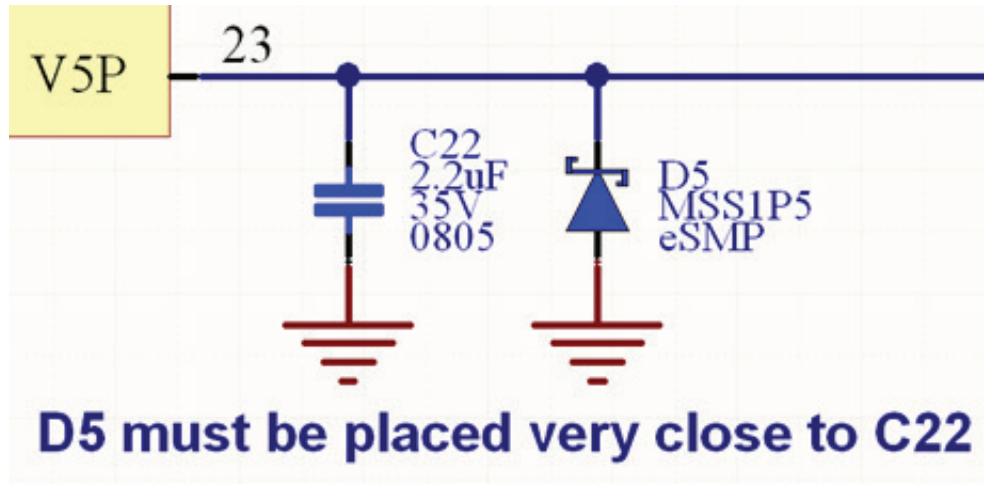 V5P
23
C22
2.2uF
35V
0805
D5
MSS1P5
eSMP
D5 must be placed very close to C22